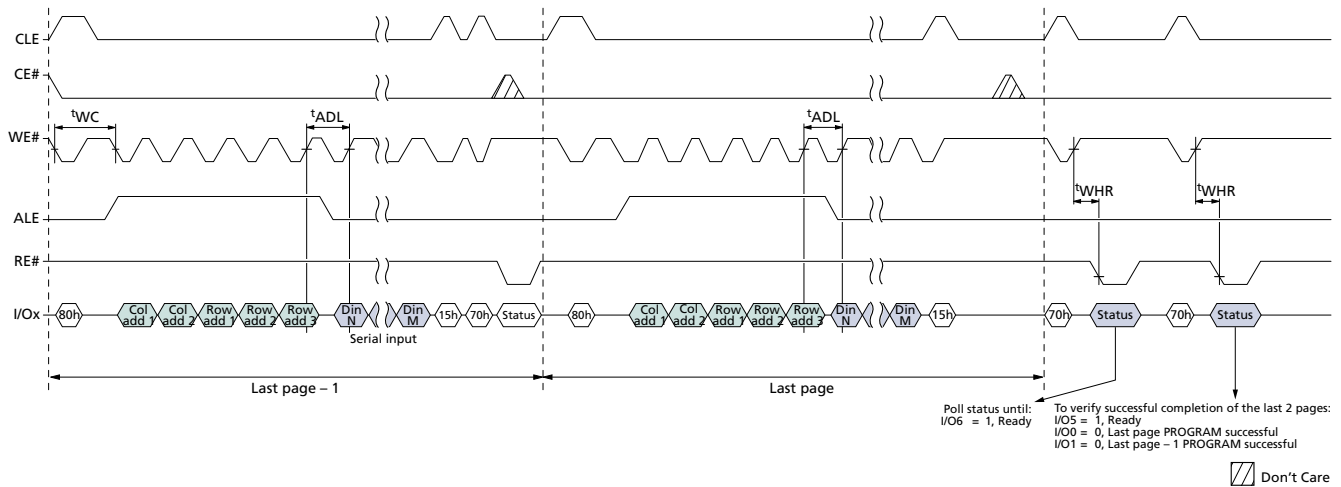 CLE
CE#
tWC
tADL
tADL
WE#
tWHR
tWHR
ALE
RE#
I/Ox
80h
Col add 1
Col add 2
Row add 1
Row add 2
Row add 3
Din N
Din M
15h
70h
Status
80h
Col add 1
Col add 2
Row add 1
Row add 2
Row add 3
Din N
Din M
15h
70h
Status
70h
Status
Serial input
Last page – 1
Last page
Poll status until:
I/O6 = 1, Ready
To verify successful completion of the last 2 pages:
I/O5 = 1, Ready
I/O0 = 0, Last page PROGRAM successful
I/O1 = 0, Last page – 1 PROGRAM successful
Don't Care